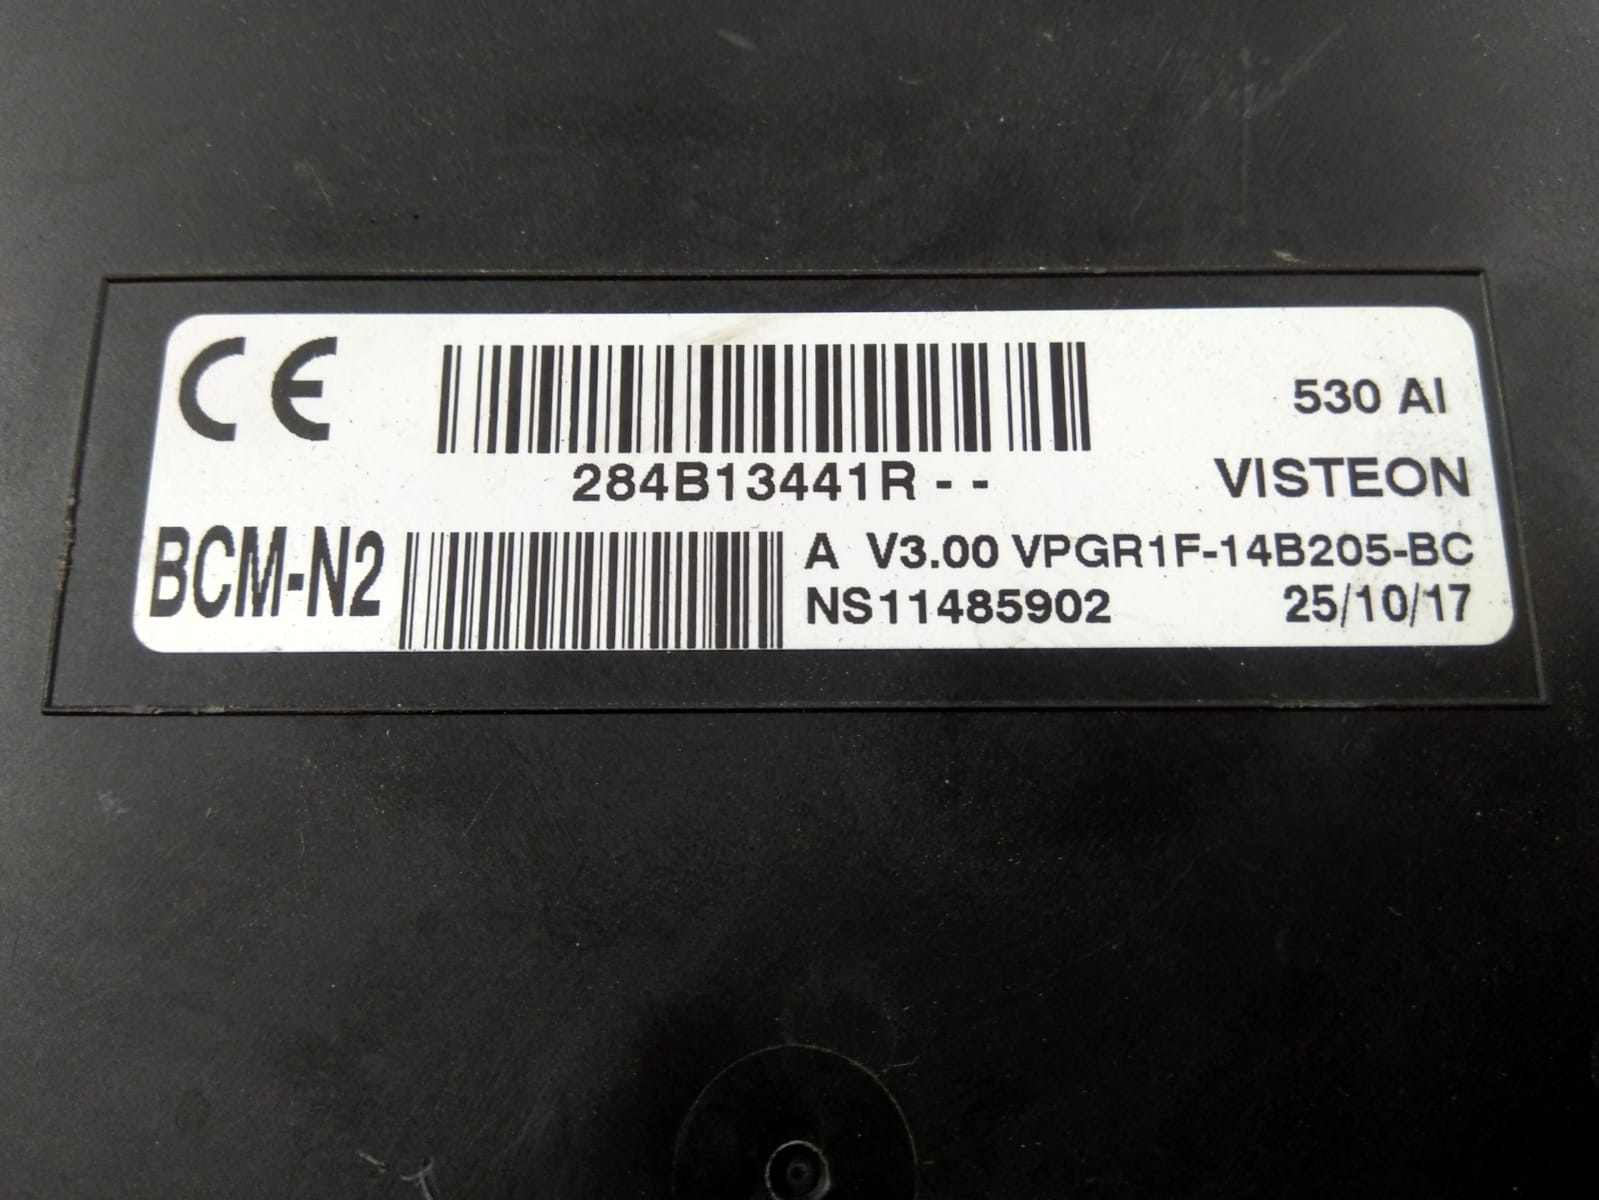 CE
530 AI
284B13441R - -
VISTEON
BCM-N2
A V3.00 VPGR1F-14B205-BC
NS11485902 25/10/17